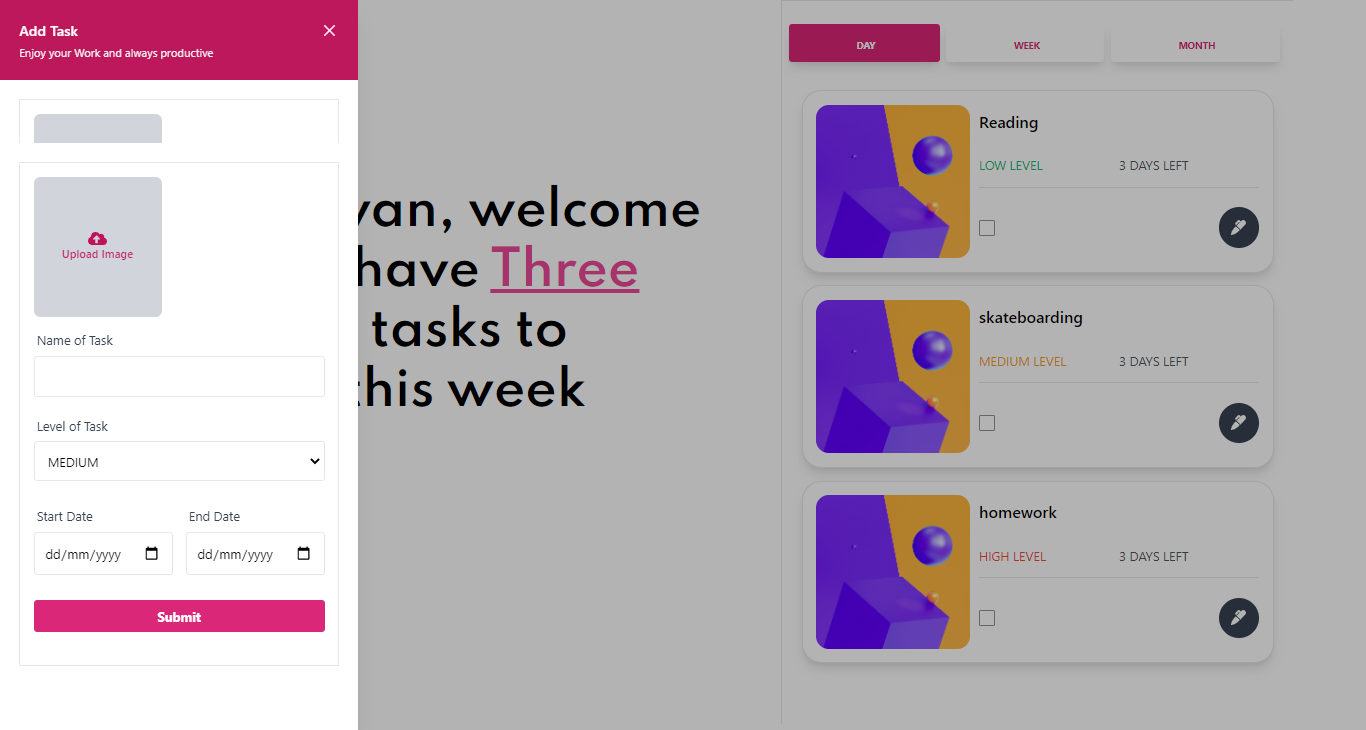 Add Task
Enjoy your Work and always productive
Upload Image
Name of Task
Level of Task
MEDIUM
Start Date
End Date
dd/mm/yyyy
dd/mm/yyyy
Submit
welcome
have Three
tasks to
this week
DAY
WEEK
MONTH
Reading
LOW LEVEL
3 DAYS LEFT
skateboarding
MEDIUM LEVEL
3 DAYS LEFT
homework
HIGH LEVEL
3 DAYS LEFT